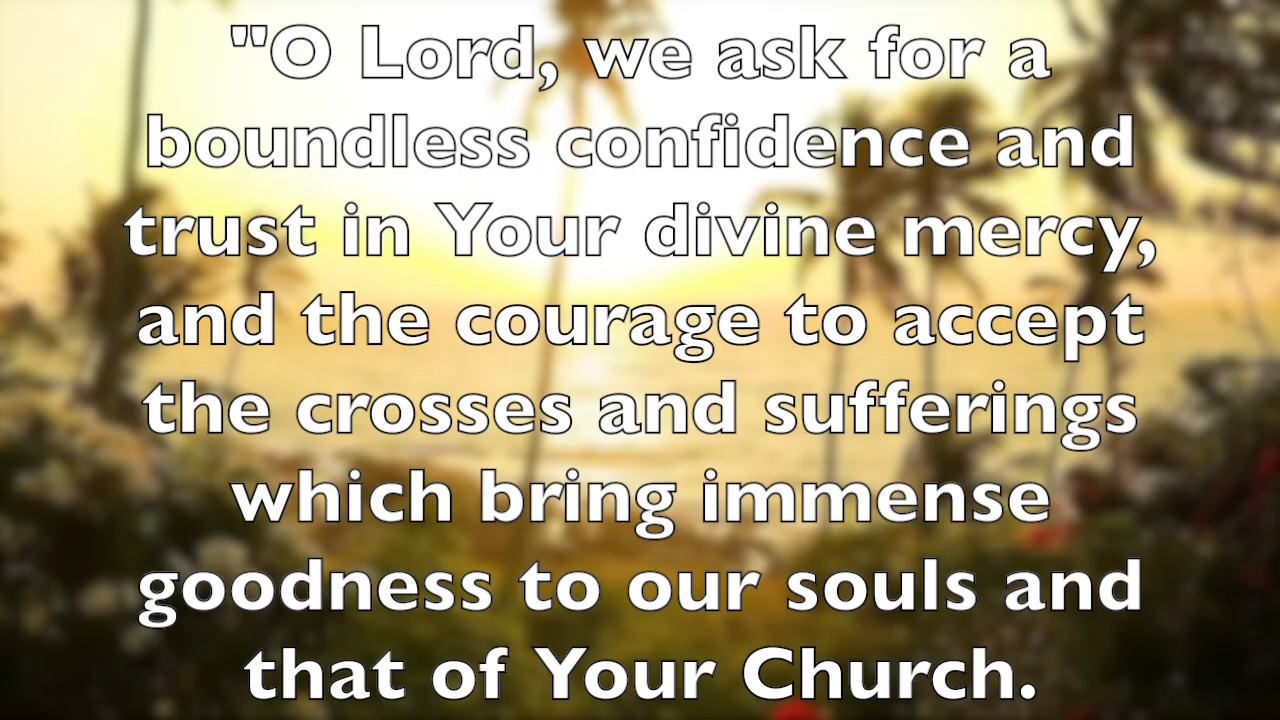 "O Lord, we ask for a
boundless confidence and
trust in Your divine mercy,
and the courage to accept
the crosses and sufferings
which bring immense
goodness to our souls and
that of Your Church.